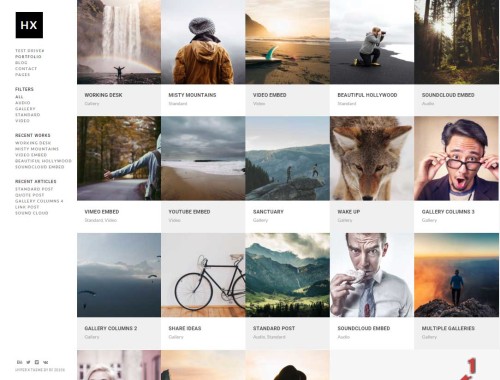 HX
TEST DRIVER
PORTFOLIO
BLOG
CONTACT
PAGES
FILTERS
ALL
AUDIO
GALLERY
STANDARD
VIDEO
RECENT WORKS
WORKING DESK
MISTY MOUNTAINS
VIDEO EMBED
BEAUTIFUL HOLLYWOOD
SOUNDCLOUD EMBED
RECENT ARTICLES
STANDARD POST
QUOTE POST
GALLERY COLUMNS 4
LINK POST
SOUND CLOUD
WORKING DESK
Gallery
MISTY MOUNTAINS
Standard
VIDEO EMBED
Video
BEAUTIFUL HOLLYWOOD
Gallery
SOUNDCLOUD EMBED
Audio
VIMEO EMBED
Standard, Video
YOUTUBE EMBED
Video
SANCTUARY
Gallery
WAKE UP
Gallery
GALLERY COLUMNS 3
Gallery
GALLERY COLUMNS 2
Gallery
SHARE IDEAS
Gallery
STANDARD POST
Audio, Standard
SOUNDCLOUD EMBED
Audio
MULTIPLE GALLERIES
Gallery
1